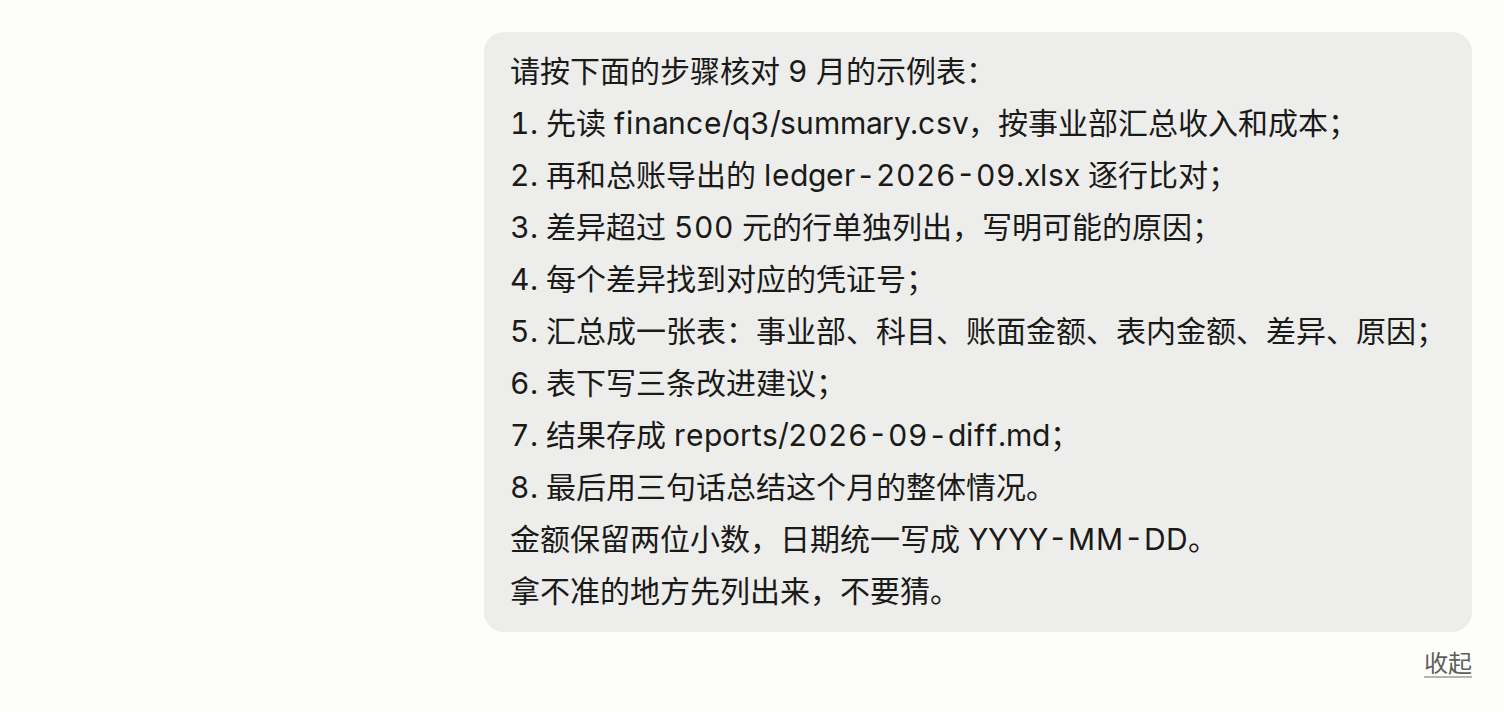 请按下面的步骤核对 9 月的示例表：
1. 先读 finance/q3/summary.csv，按事业部汇总收入和成本；
2. 再和总账导出的 ledger-2026-09.xlsx 逐行比对；
3. 差异超过 500 元的行单独列出，写明可能的原因；
4. 每个差异找到对应的凭证号；
5. 汇总成一张表：事业部、科目、账面金额、表内金额、差异、原因；
6. 表下写三条改进建议；
7. 结果存成 reports/2026-09-diff.md；
8. 最后用三句话总结这个月的整体情况。
金额保留两位小数，日期统一写成 YYYY-MM-DD。
拿不准的地方先列出来，不要猜。
收起